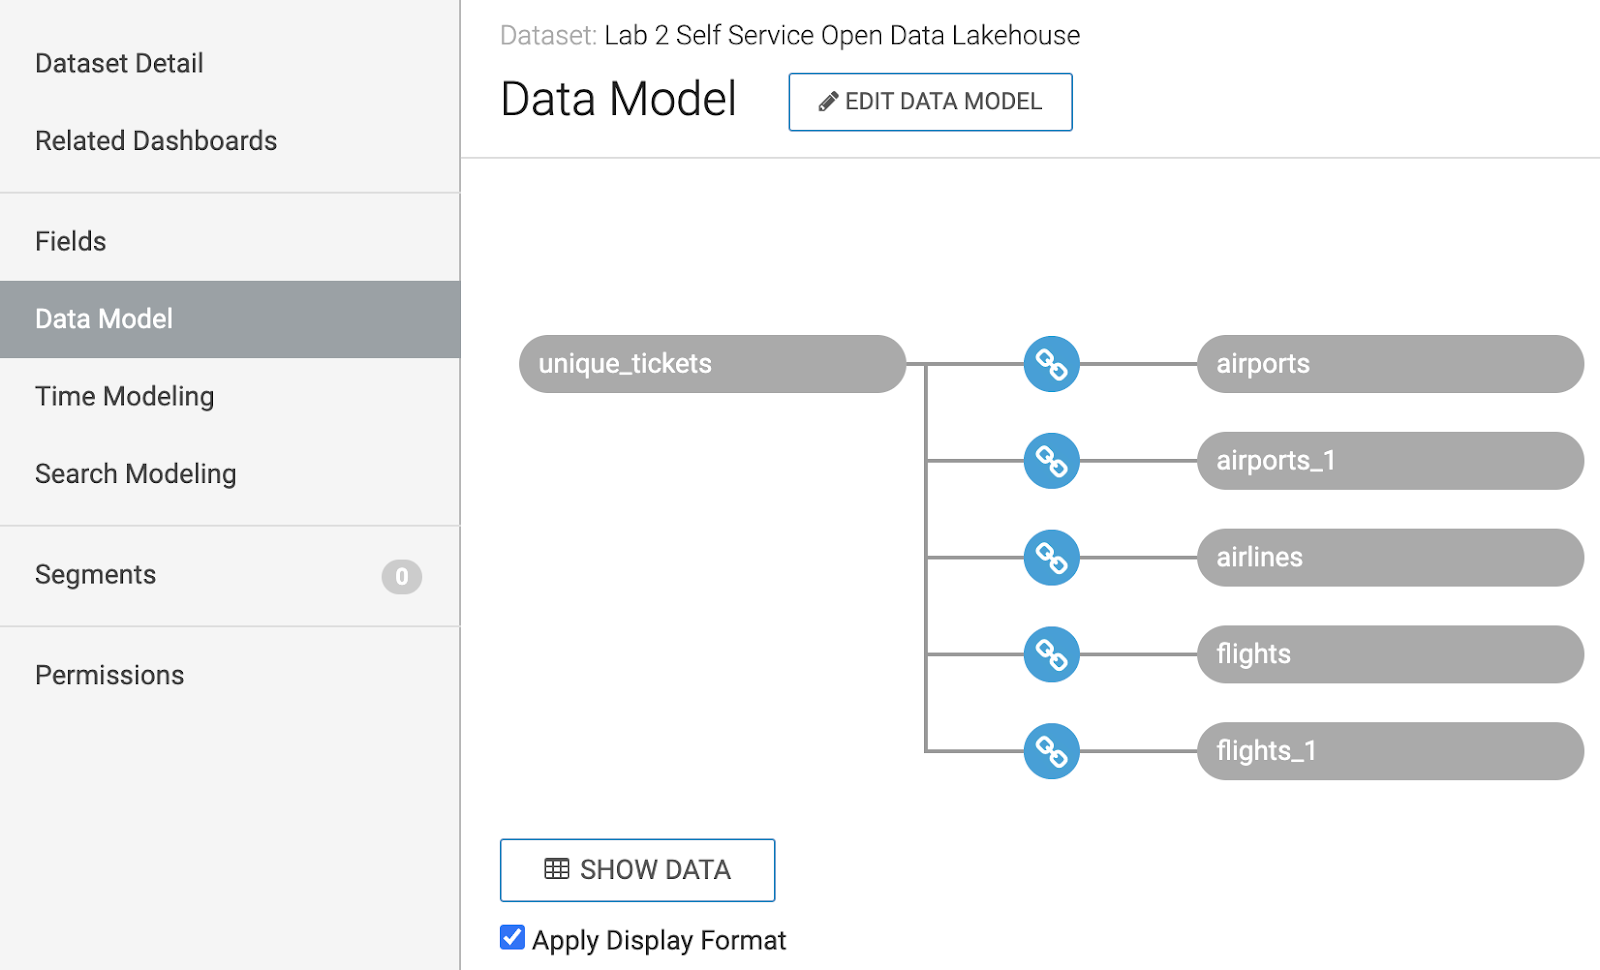 Dataset Detail
Related Dashboards
Fields
Data Model
Time Modeling
Search Modeling
Segments 0
Permissions
Dataset: Lab 2 Self Service Open Data Lakehouse
Data Model
EDIT DATA MODEL
unique_tickets
airports
airports_1
airlines
flights
flights_1
SHOW DATA
Apply Display Format